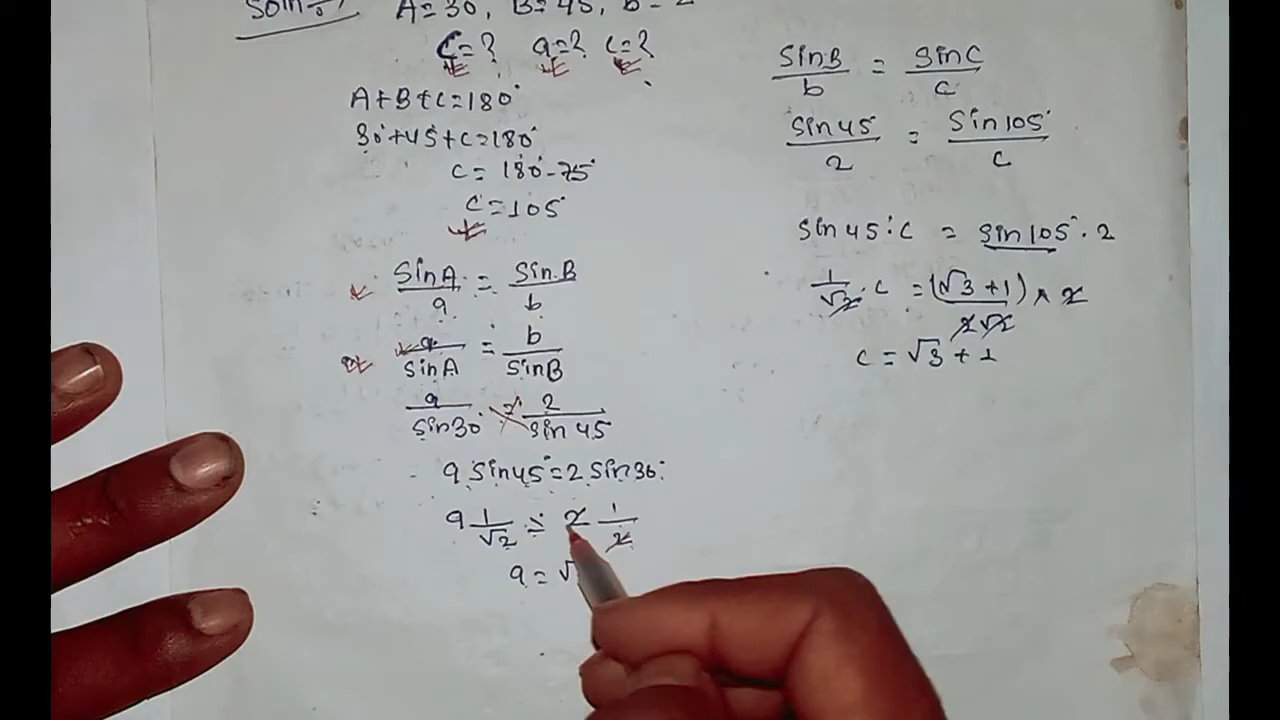 Soln:-, A=30, B=45, b=2
C=? a=? c=?
A+B+C=180°
30°+45+C=180°
C=180°-75°
C=105°
SinA/a = SinB/b
a/sinA = b/sinB
a/sin30° = 2/sin45
a sin45°=2 sin30°
a 1/√2 = 2 1/2
a=√
SinB/b = SinC/c
Sin45/2 = Sin105°/c
Sin45°.c = sin105°.2
1/√2 . c = (√3+1)/2√2 × 2
c=√3+1